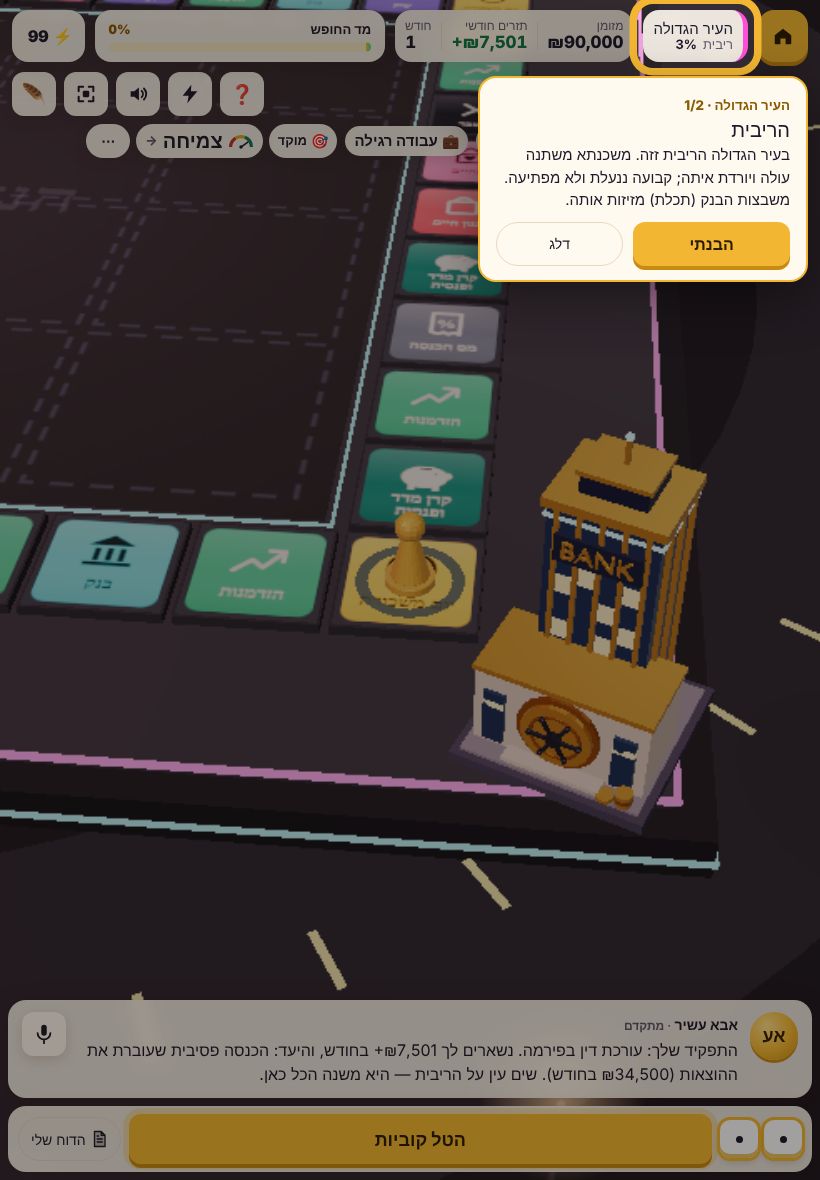 העיר הגדולה
ריבית 3%
מזומן
₪90,000
תזרים חודשי
+₪7,501
חודש
1
מד החופש
0%
99
💼 עבודה רגילה
🎯 מוקד
צמיחה
...
העיר הגדולה · 1/2
הריבית
בעיר הגדולה הריבית זזה. משכנתא משתנה
עולה ויורדת איתה; קבועה ננעלת ולא מפתיעה.
משבצות הבנק (תכלת) מזיזות אותה.
הבנתי
דלג
קרן מדד
ופנסית
%
מס הכנסה
הזדמנות
קרן מדד
ופנסית
הזדמנות
בנק
BANK
אע
אבא עשיר · מתקדם
התפקיד שלך: עורכת דין בפירמה. נשארים לך ₪7,501+ בחודש, והיעד: הכנסה פסיבית שעוברת את
ההוצאות (₪34,500 בחודש). שים עין על הריבית — היא משנה הכל כאן.
הטל קוביות
הדוח שלי